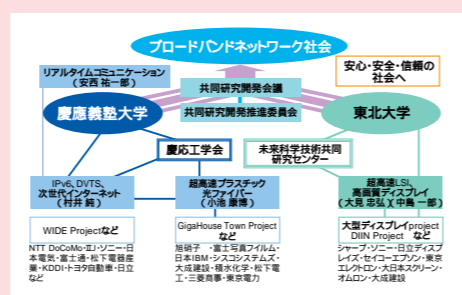 ブロードバンドネットワーク社会
リアルタイムコミュニケーション
(安西 祐一郎)
安心・安全・信頼の
社会へ
共同研究開発会議
慶應義塾大学
共同研究開発推進委員会
東北大学
慶応工学会
未来科学技術共同
研究センター
IPv6、DVTS、
次世代インターネット
(村井 純)
超高速プラスチック
光ファイバー
(小池 康博)
超高速LSI、
高画質ディスプレイ
(大見 忠弘)(中島 一郎)
WIDE Projectなど
GigaHouse Town Project
など
大型ディスプレイproject
DIIN Project など
NTT DoCoMo・IIJ・ソニー・日
本電気・富士通・松下電器産
業・KDDI・トヨタ自動車・日立
など
旭硝子 ・富士写真フイルム・
日本IBM・シスコシステムズ・
大成建設・積水化学・松下電
工・三菱商事・東京電力
シャープ・ソニー・日立ディスプ
レイズ・セイコーエプソン・東京
エレクトロン・大日本スクリーン・
オムロン・大成建設